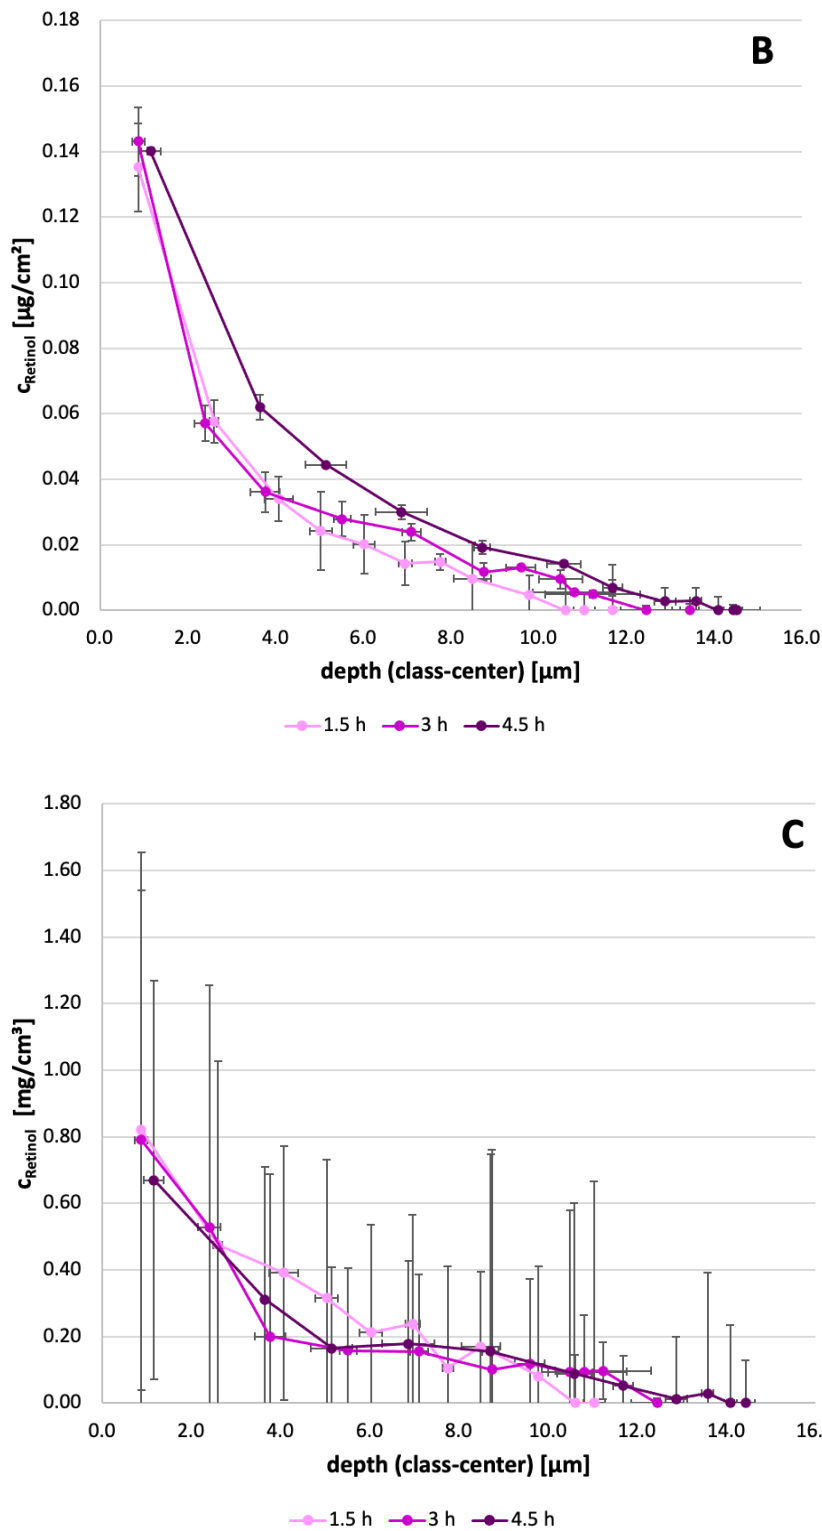 B
0.18
0.16
0.14
0.12
0.10
0.08
0.06
0.04
0.02
0.00
cRetinol [µg/cm²]
0.0 2.0 4.0 6.0 8.0 10.0 12.0 14.0 16.0
depth (class-center) [µm]
1.5 h 3 h 4.5 h
C
1.80
1.60
1.40
1.20
1.00
0.80
0.60
0.40
0.20
0.00
cRetinol [mg/cm³]
0.0 2.0 4.0 6.0 8.0 10.0 12.0 14.0 16.
depth (class-center) [µm]
1.5 h 3 h 4.5 h